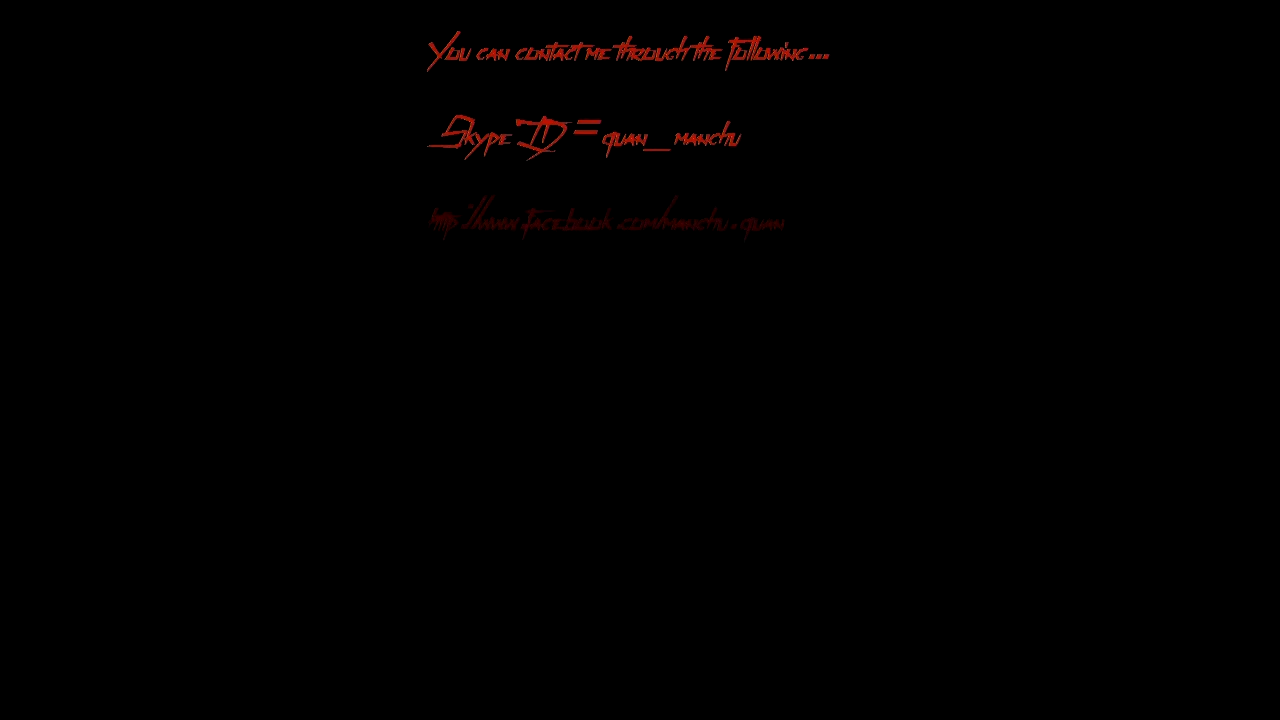 You can contact me through the following...
Skype ID = quan_manchu
http://www.facebook.com/manchu.quan